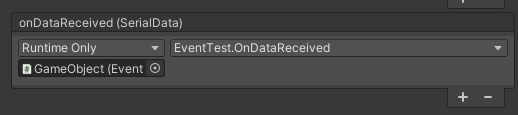 onDataReceived (SerialData)
Runtime Only EventTest.OnDataReceived
GameObject (Event